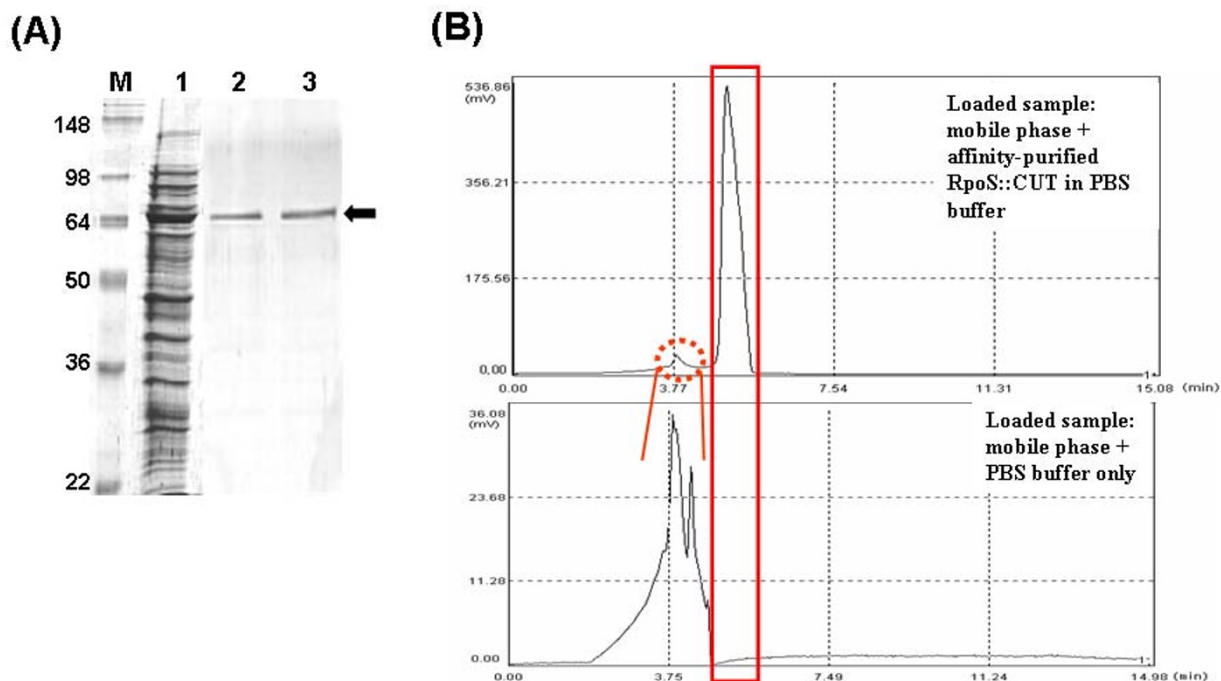 (A)
M 1 2 3
148
98
64
50
36
22
(B)
536.86
(mV)
356.21
175.56
0.00
0.00 3.77 7.54 11.31 15.08 (min)
1
Loaded sample:
mobile phase +
affinity-purified
RpoS::CUT in PBS
buffer
36.08
(mV)
23.68
11.28
0.00
0.00 3.75 7.49 11.24 14.98 (min)
1
Loaded sample:
mobile phase +
PBS buffer only